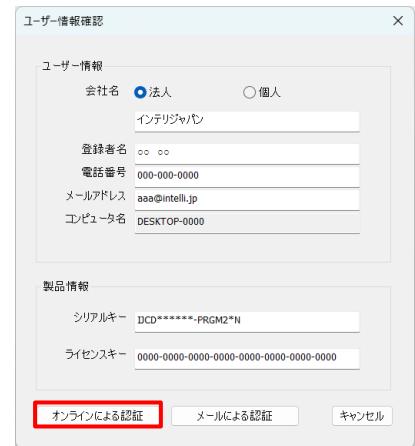 ユーザー情報確認
ユーザー情報
会社名 法人 個人
インテリジャパン
登録者名 ○○ ○○
電話番号 000-000-0000
メールアドレス aaa@intelli.jp
コンピュータ名 DESKTOP-0000
製品情報
シリアルキー IJCD******-PRGM2*N
ライセンスキー 0000-0000-0000-0000-0000-0000-0000
オンラインによる認証 メールによる認証 キャンセル